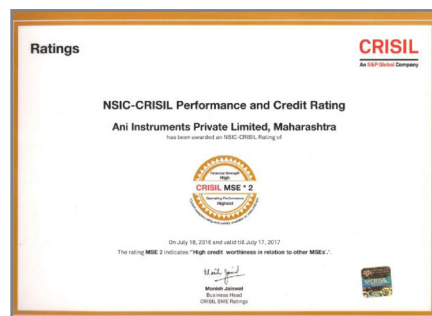 Ratings
CRISIL
An S&P Global Company
NSIC-CRISIL Performance and Credit Rating
Ani Instruments Private Limited, Maharashtra
has been awarded an NSIC-CRISIL Rating of
Financial Strength
High
CRISIL MSE * 2
Operating Performance
Highest
On July 18, 2016 and valid till July 17, 2017
The rating MSE 2 indicates "High credit worthiness in relation to other MSEs".
Manish Jaiswal
Business Head
CRISIL SME Ratings
CRISIL